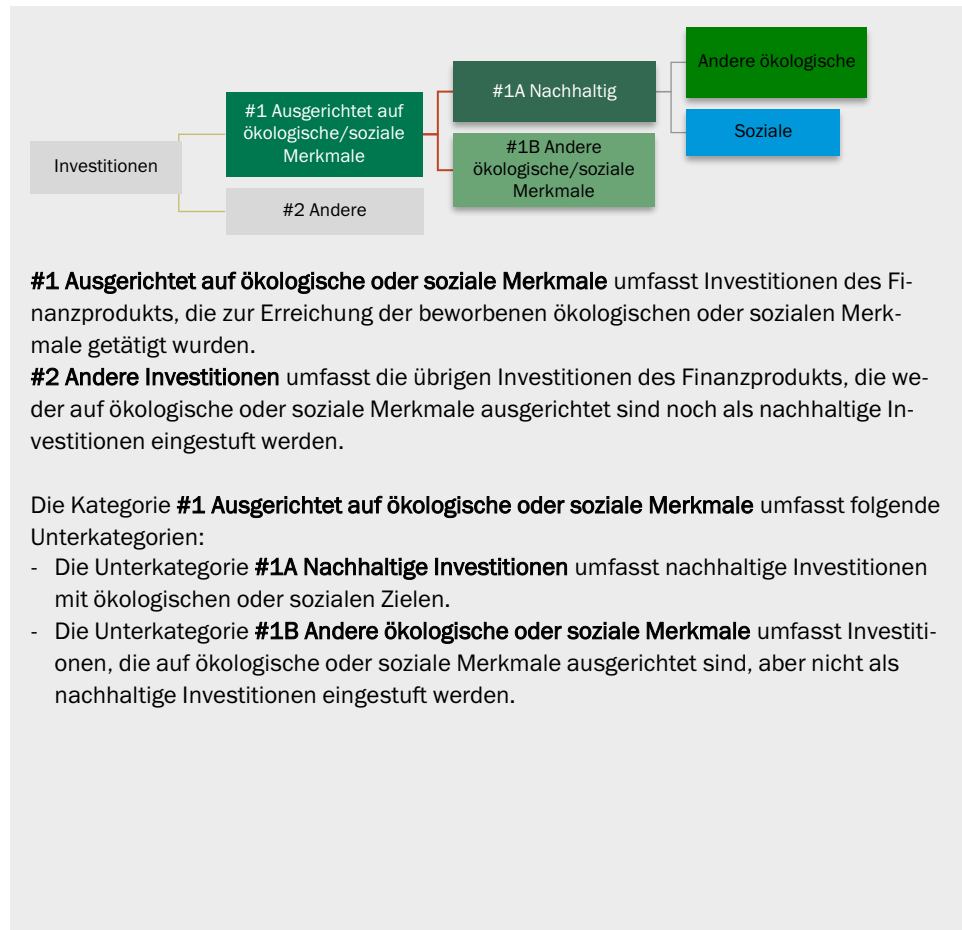 Investitionen
#1 Ausgerichtet auf
ökologische/soziale
Merkmale
#2 Andere
#1A Nachhaltig
#1B Andere
ökologische/soziale
Merkmale
Andere ökologische
Soziale
#1 Ausgerichtet auf ökologische oder soziale Merkmale umfasst Investitionen des Fi-
nanzprodukts, die zur Erreichung der beworbenen ökologischen oder sozialen Merk-
male getätigt wurden.
#2 Andere Investitionen umfasst die übrigen Investitionen des Finanzprodukts, die we-
der auf ökologische oder soziale Merkmale ausgerichtet sind noch als nachhaltige In-
vestitionen eingestuft werden.
Die Kategorie #1 Ausgerichtet auf ökologische oder soziale Merkmale umfasst folgende
Unterkategorien:
- Die Unterkategorie #1A Nachhaltige Investitionen umfasst nachhaltige Investitionen
mit ökologischen oder sozialen Zielen.
- Die Unterkategorie #1B Andere ökologische oder soziale Merkmale umfasst Investiti-
onen, die auf ökologische oder soziale Merkmale ausgerichtet sind, aber nicht als
nachhaltige Investitionen eingestuft werden.